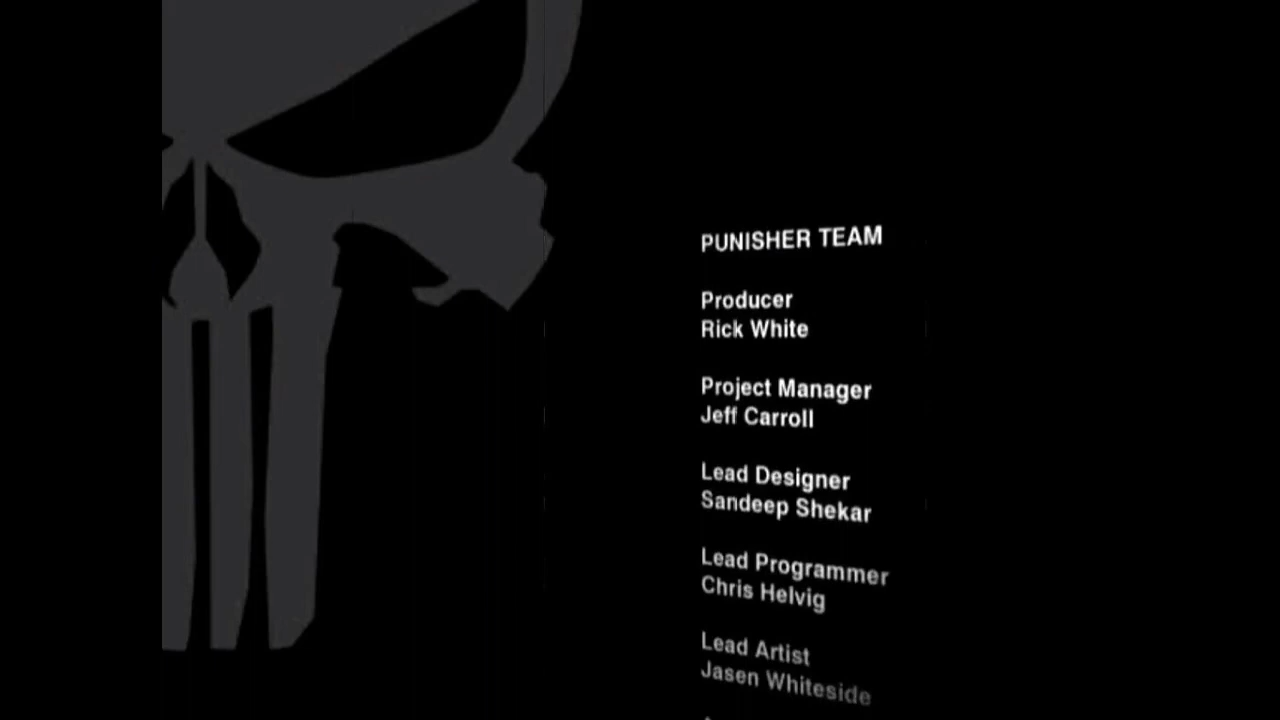 PUNISHER TEAM
Producer
Rick White
Project Manager
Jeff Carroll
Lead Designer
Sandeep Shekar
Lead Programmer
Chris Helvig
Lead Artist
Jasen Whiteside